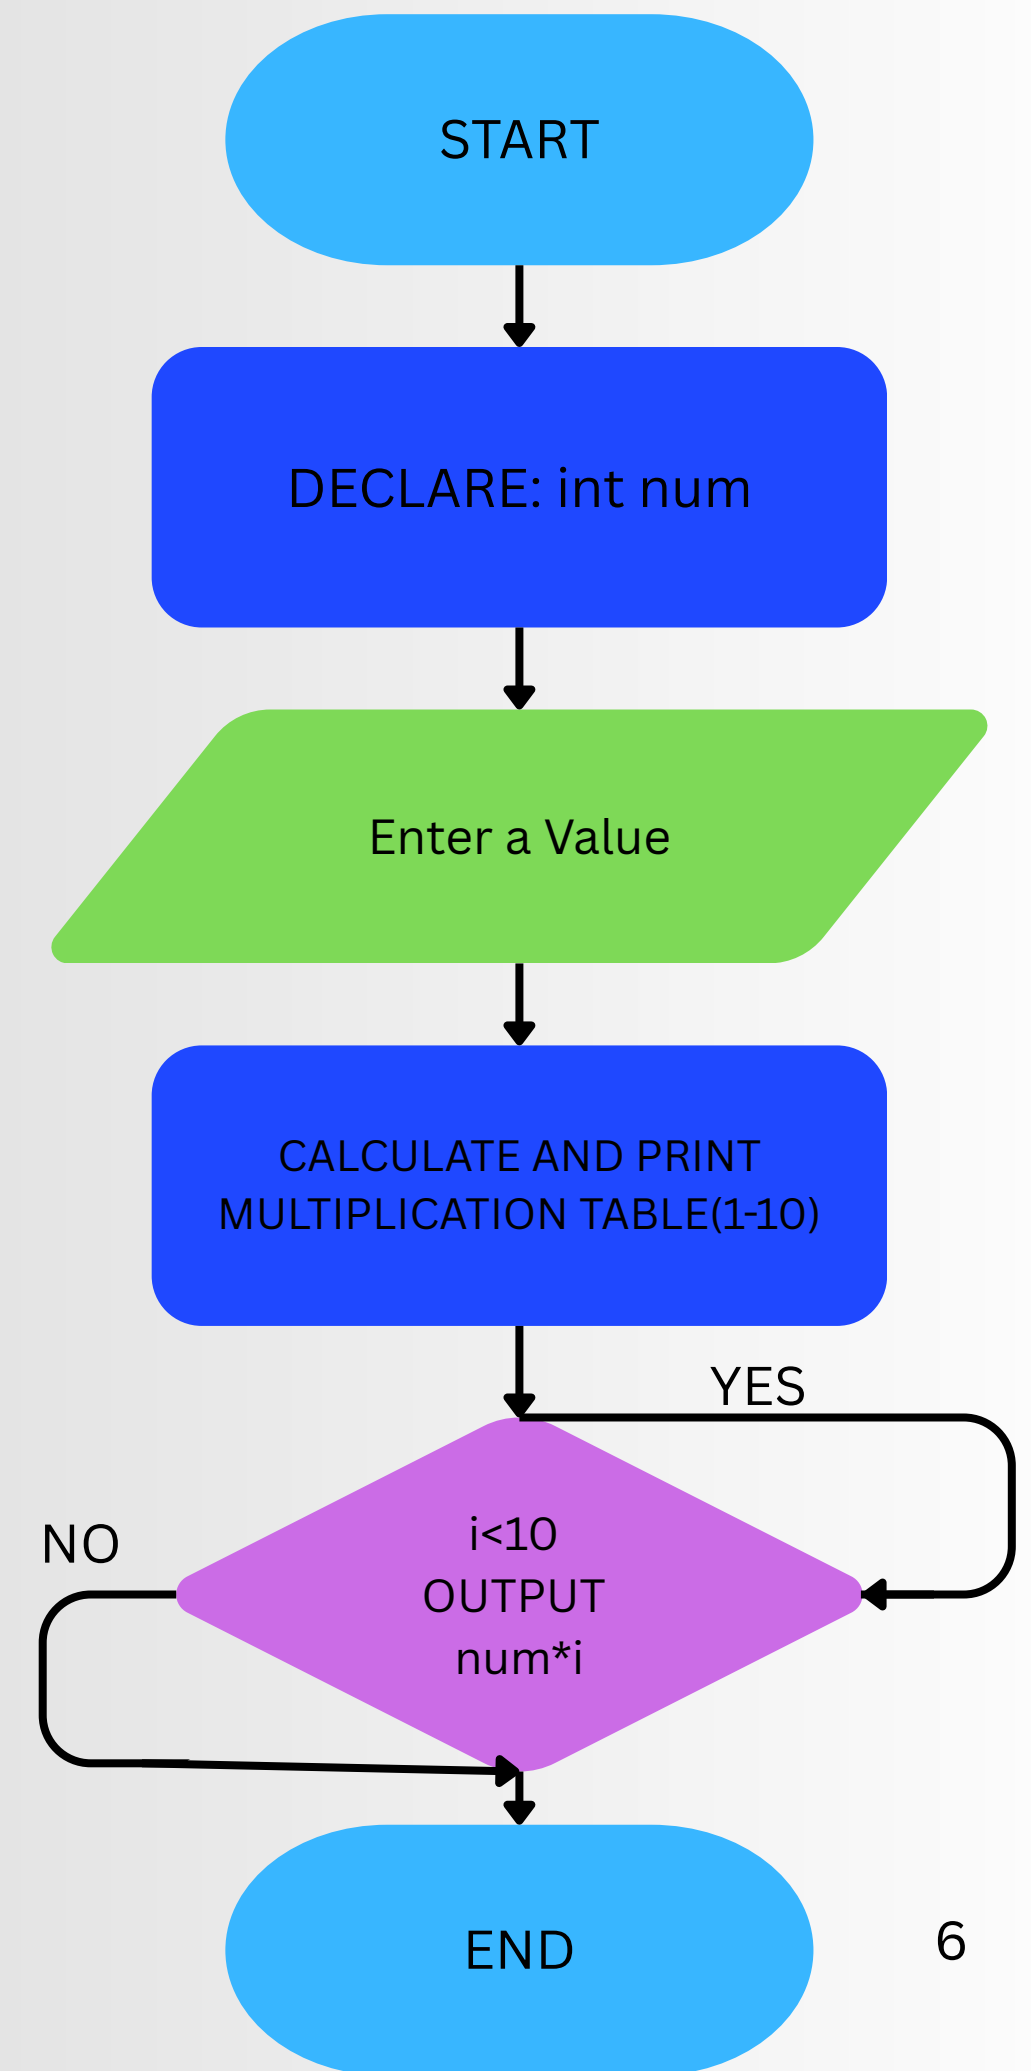 START
DECLARE: int num
Enter a Value
CALCULATE AND PRINT
MULTIPLICATION TABLE(1-10)
YES
NO
i<10
OUTPUT
num*i
END
6